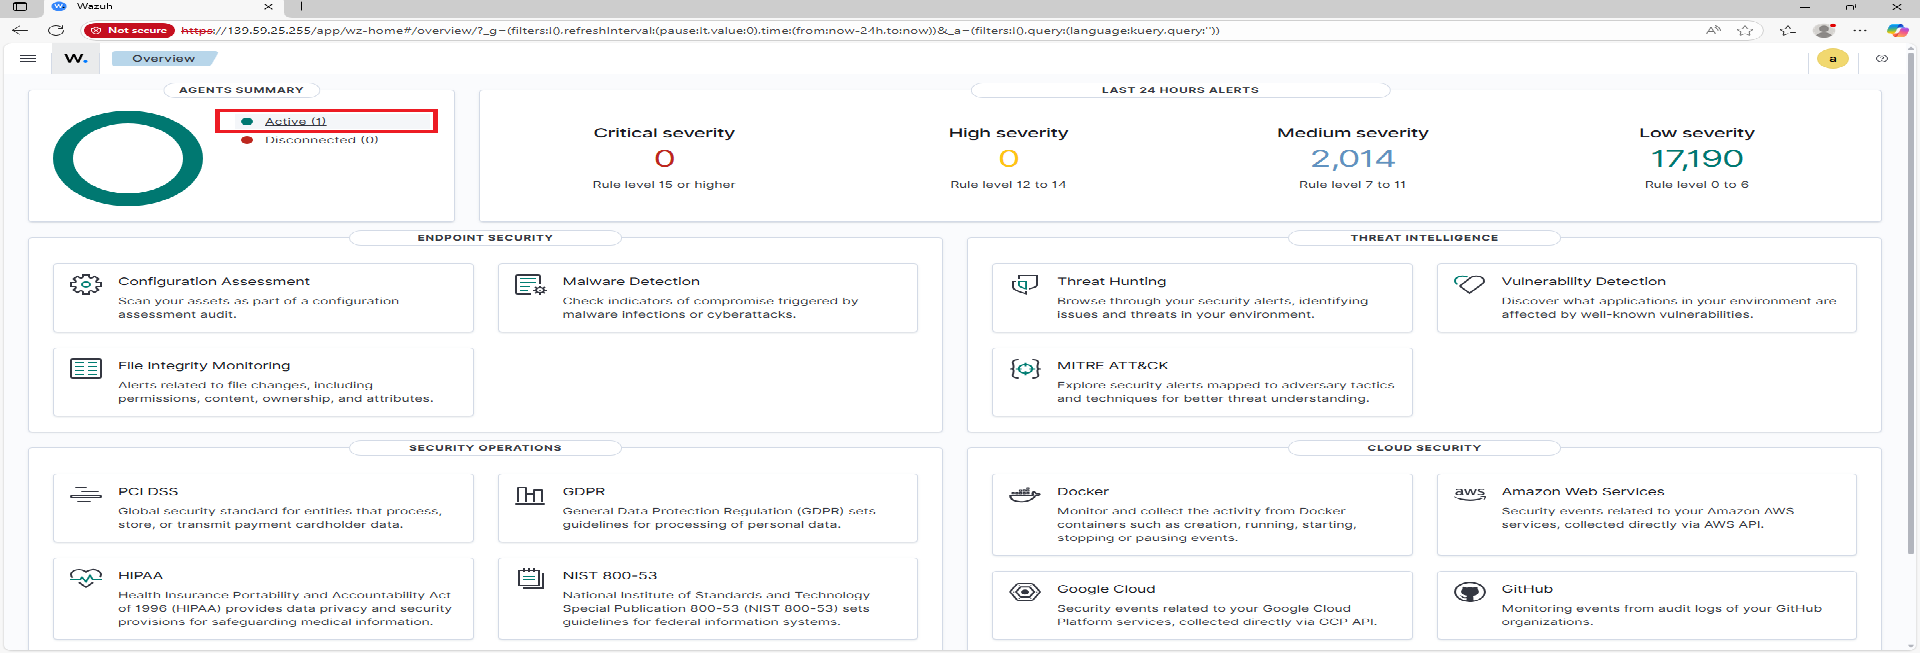 Wazuh
Not secure
https://139.59.25.255/app/wz-home#/overview/?_g=(filters:!(),refreshInterval:(pause:!t,value:0),time:(from:now-24h,to:now))&_a=(filters:!(),query:(language:kuery,query:''))
W.
Overview
a
AGENTS SUMMARY
Active (1)
Disconnected (0)
LAST 24 HOURS ALERTS
Critical severity
0
Rule level 15 or higher
High severity
0
Rule level 12 to 14
Medium severity
2,014
Rule level 7 to 11
Low severity
17,190
Rule level 0 to 6
ENDPOINT SECURITY
Configuration Assessment
Scan your assets as part of a configuration
assessment audit.
Malware Detection
Check indicators of compromise triggered by
malware infections or cyberattacks.
File Integrity Monitoring
Alerts related to file changes, including
permissions, content, ownership, and attributes.
THREAT INTELLIGENCE
Threat Hunting
Browse through your security alerts, identifying
issues and threats in your environment.
Vulnerability Detection
Discover what applications in your environment are
affected by well-known vulnerabilities.
MITRE ATT&CK
Explore security alerts mapped to adversary tactics
and techniques for better threat understanding.
SECURITY OPERATIONS
PCI DSS
Global security standard for entities that process,
store, or transmit payment cardholder data.
GDPR
General Data Protection Regulation (GDPR) sets
guidelines for processing of personal data.
HIPAA
Health Insurance Portability and Accountability Act
of 1996 (HIPAA) provides data privacy and security
provisions for safeguarding medical information.
NIST 800-53
National Institute of Standards and Technology
Special Publication 800-53 (NIST 800-53) sets
guidelines for federal information systems.
CLOUD SECURITY
Docker
Monitor and collect the activity from Docker
containers such as creation, running, starting,
stopping or pausing events.
aws
Amazon Web Services
Security events related to your Amazon AWS
services, collected directly via AWS API.
Google Cloud
Security events related to your Google Cloud
Platform services, collected directly via GCP API.
GitHub
Monitoring events from audit logs of your GitHub
organizations.